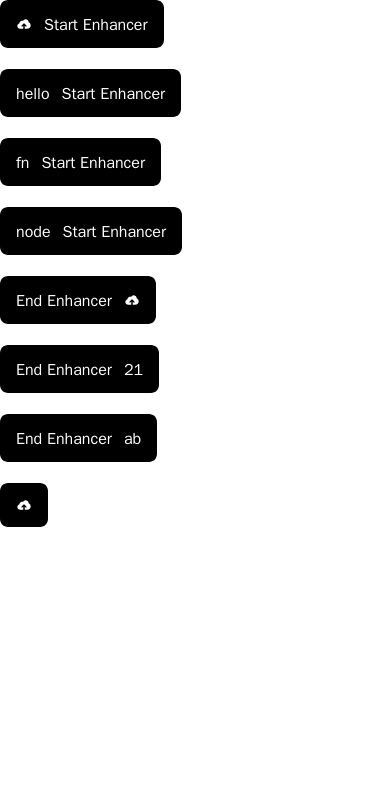 Start Enhancer
hello Start Enhancer
fn Start Enhancer
node Start Enhancer
End Enhancer
End Enhancer 21
End Enhancer ab